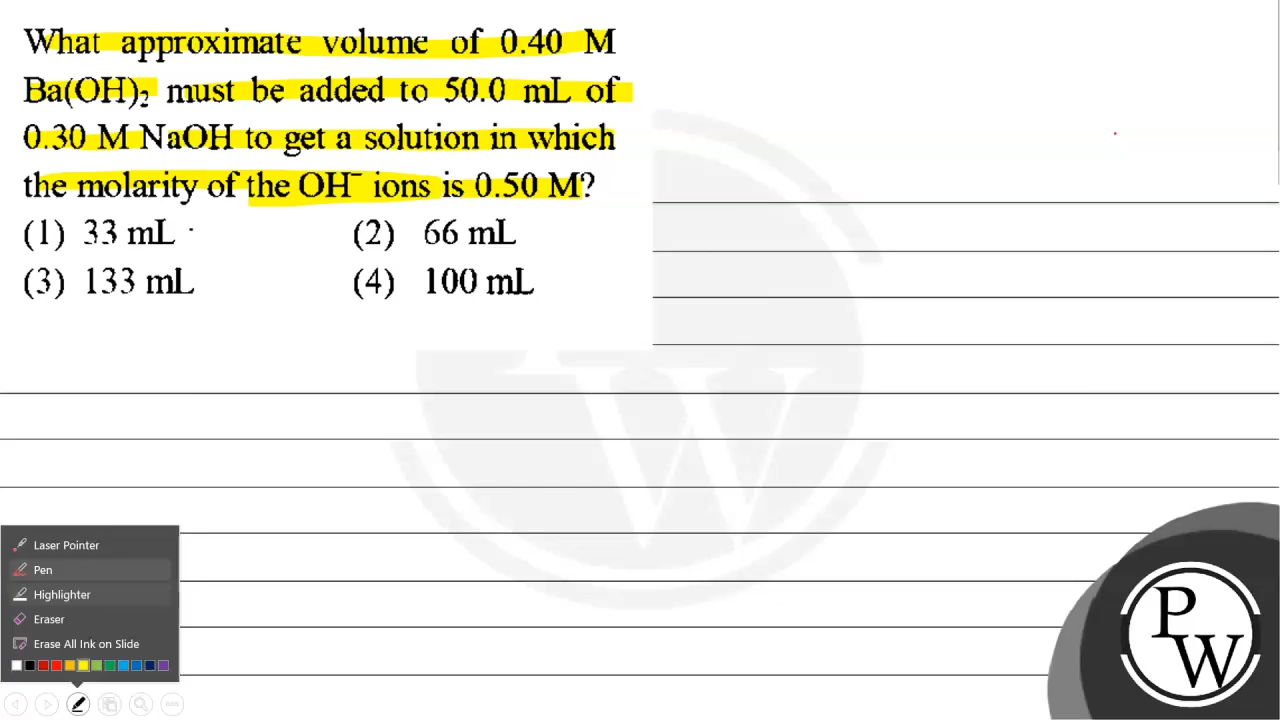 What approximate volume of 0.40 M
Ba(OH)₂ must be added to 50.0 mL of
0.30 M NaOH to get a solution in which
the molarity of the OH⁻ ions is 0.50 M?
(1) 33 mL (2) 66 mL
(3) 133 mL (4) 100 mL
Laser Pointer
Pen
Highlighter
Eraser
Erase All Ink on Slide
P
W
W